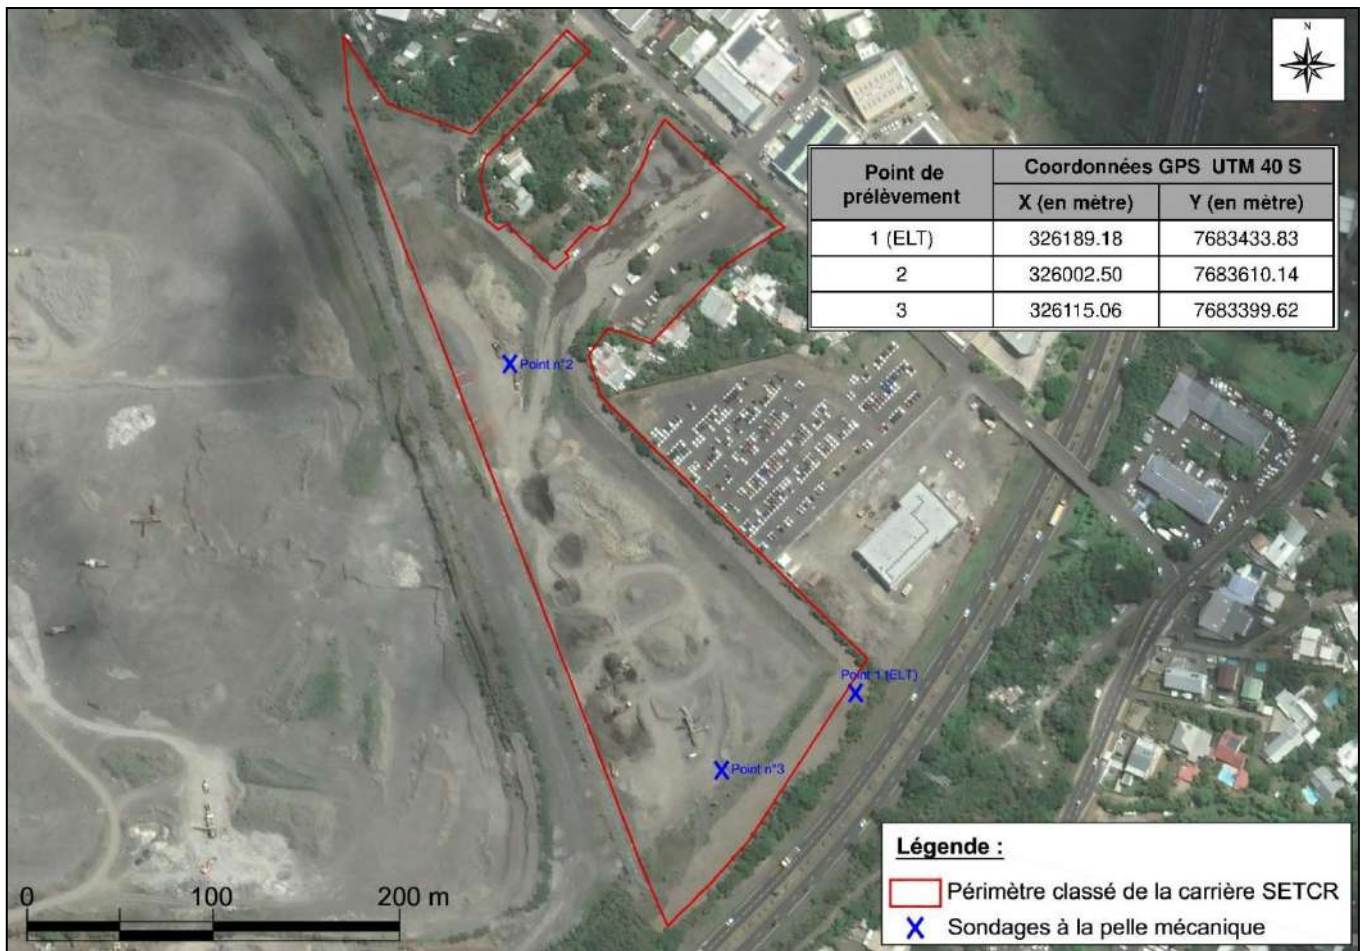 N
Point de prélèvement
Coordonnées GPS UTM 40 S
X (en mètre)
Y (en mètre)
1 (ELT)
326189.18
7683433.83
2
326002.50
7683610.14
3
326115.06
7683399.62
Point n°2
Point 1 (ELT)
Point n°3
0
100
200 m
Légende :
Périmètre classé de la carrière SETCR
Sondages à la pelle mécanique